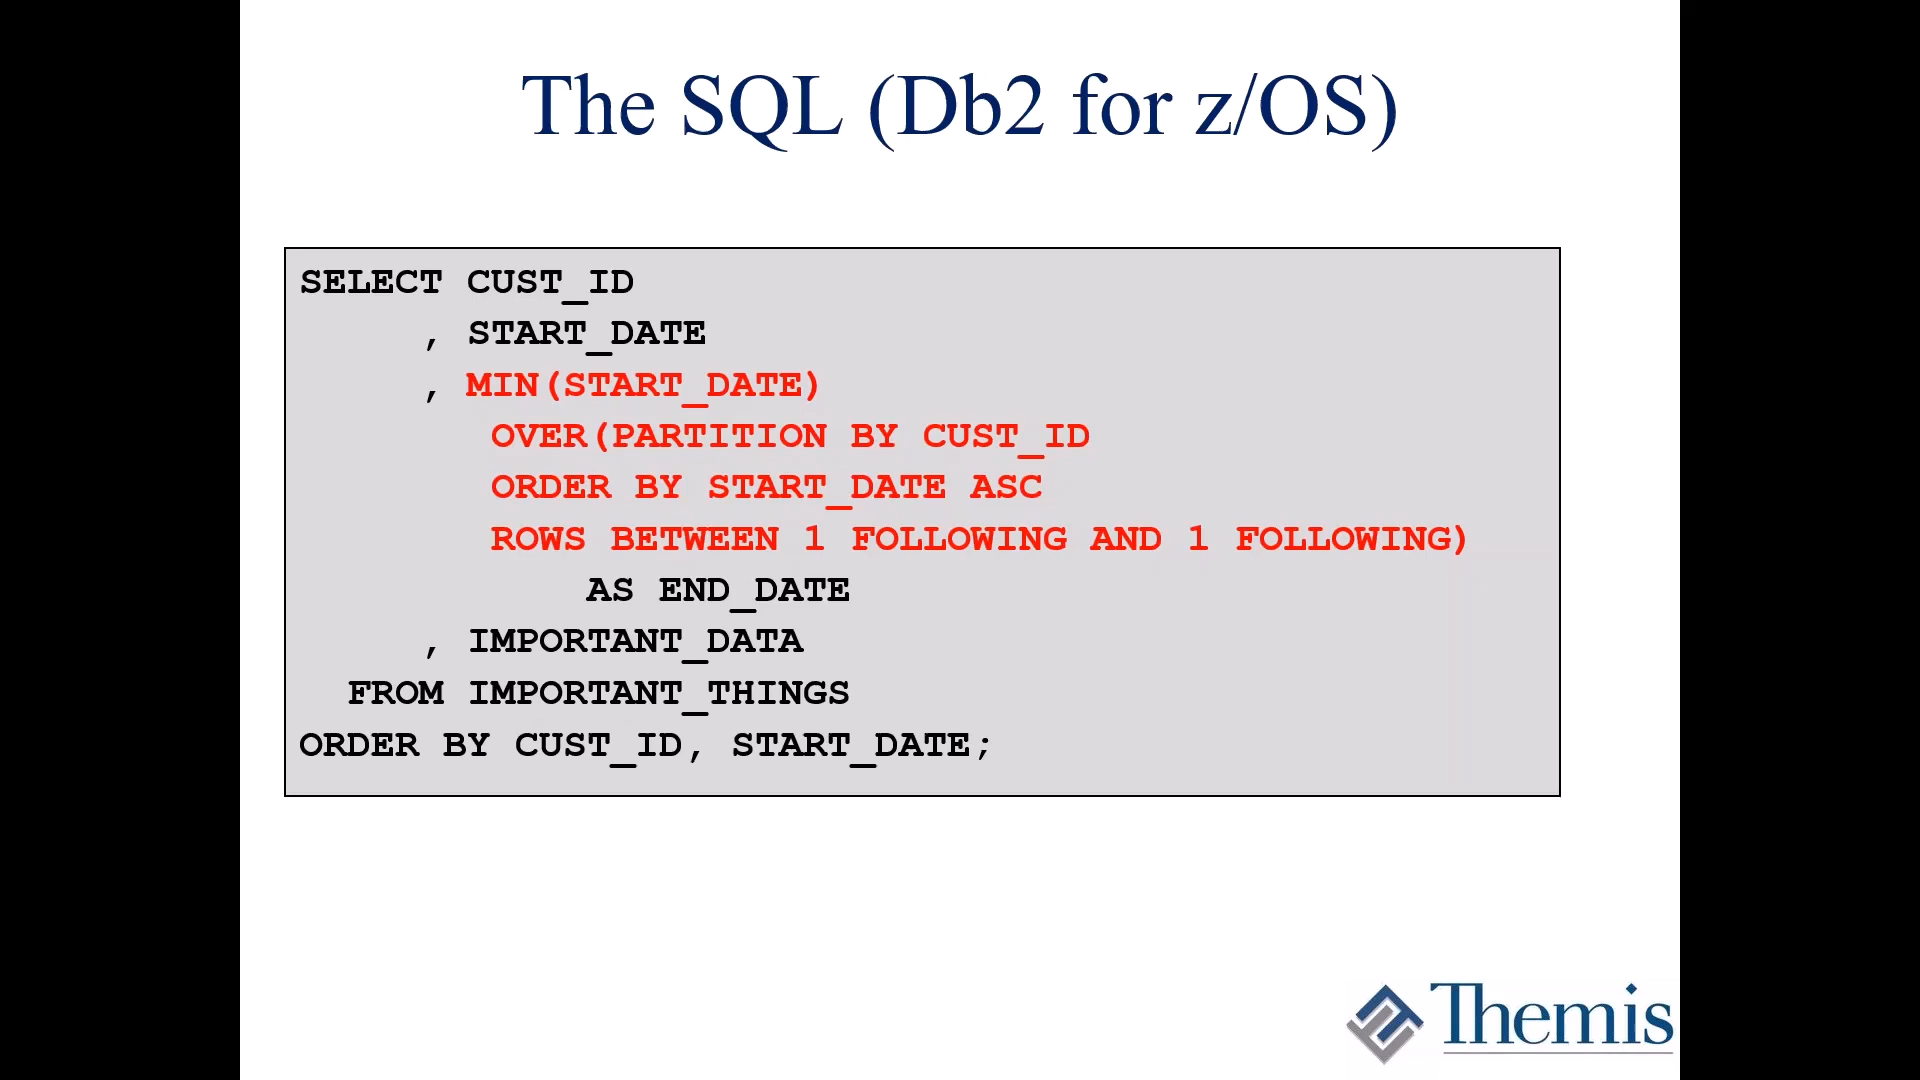 The SQL (Db2 for z/OS)
SELECT CUST_ID
, START_DATE
, MIN(START_DATE)
OVER(PARTITION BY CUST_ID
ORDER BY START_DATE ASC
ROWS BETWEEN 1 FOLLOWING AND 1 FOLLOWING)
AS END_DATE
, IMPORTANT_DATA
FROM IMPORTANT_THINGS
ORDER BY CUST_ID, START_DATE;
Themis